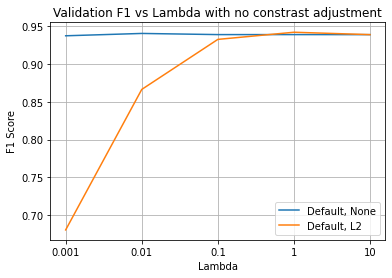 Validation F1 vs Lambda with no constrast adjustment
0.95
0.90
0.85
0.80
0.75
0.70
F1 Score
0.001 0.01 0.1 1 10
Lambda
Default, None
Default, L2